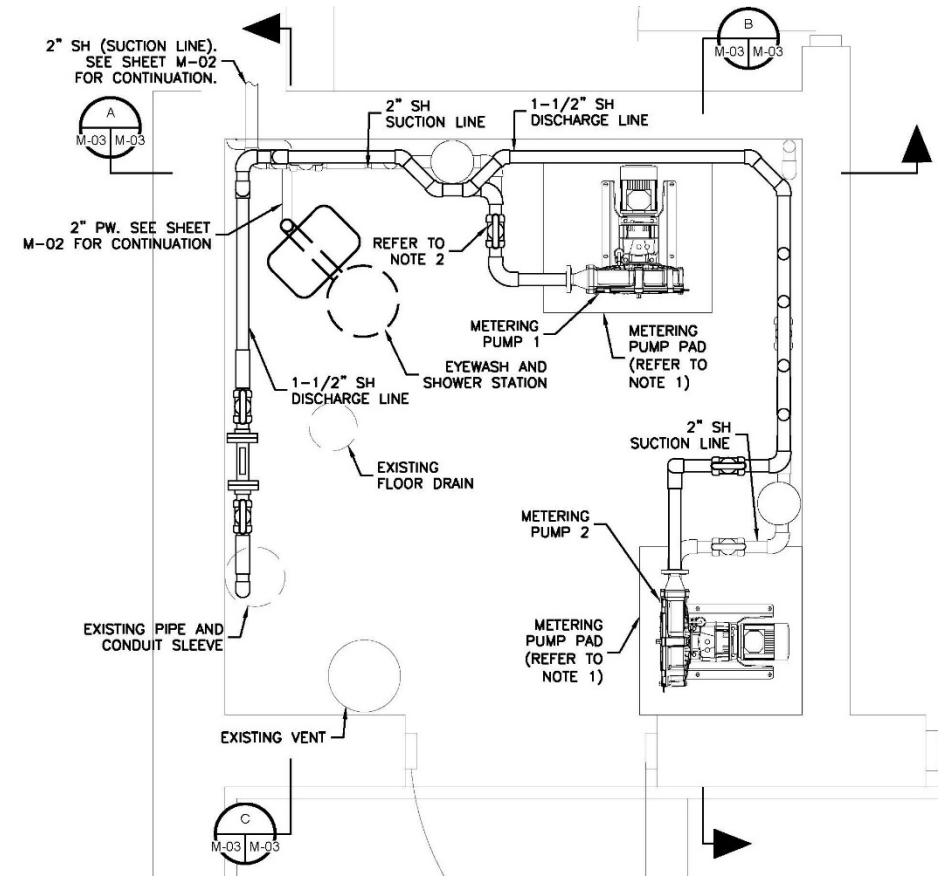 2" SH (SUCTION LINE).
SEE SHEET M-02
FOR CONTINUATION.
B
M-03 M-03
A
M-03 M-03
2" SH
SUCTION LINE
1-1/2" SH
DISCHARGE LINE
2" PW. SEE SHEET
M-02 FOR CONTINUATION
REFER TO
NOTE 2
METERING
PUMP 1
METERING
PUMP PAD
(REFER TO
NOTE 1)
EYEWASH AND
SHOWER STATION
1-1/2" SH
DISCHARGE LINE
2" SH
SUCTION LINE
EXISTING
FLOOR DRAIN
METERING
PUMP 2
EXISTING PIPE AND
CONDUIT SLEEVE
METERING
PUMP PAD
(REFER TO
NOTE 1)
EXISTING VENT
C
M-03 M-03